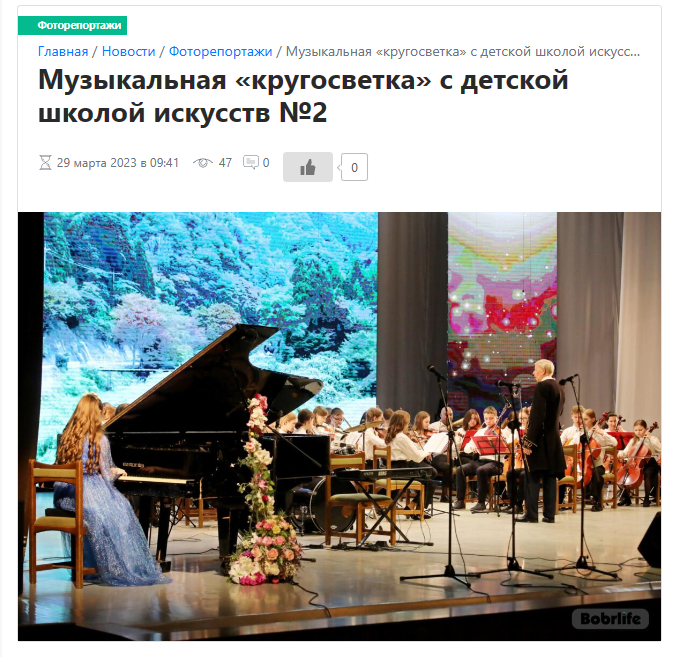 Фоторепортажи
Главная / Новости / Фоторепортажи / Музыкальная «кругосветка» с детской школой искусс...
Музыкальная «кругосветка» с детской
школой искусств №2
29 марта 2023 в 09:41 47 0 0
Bobrlife